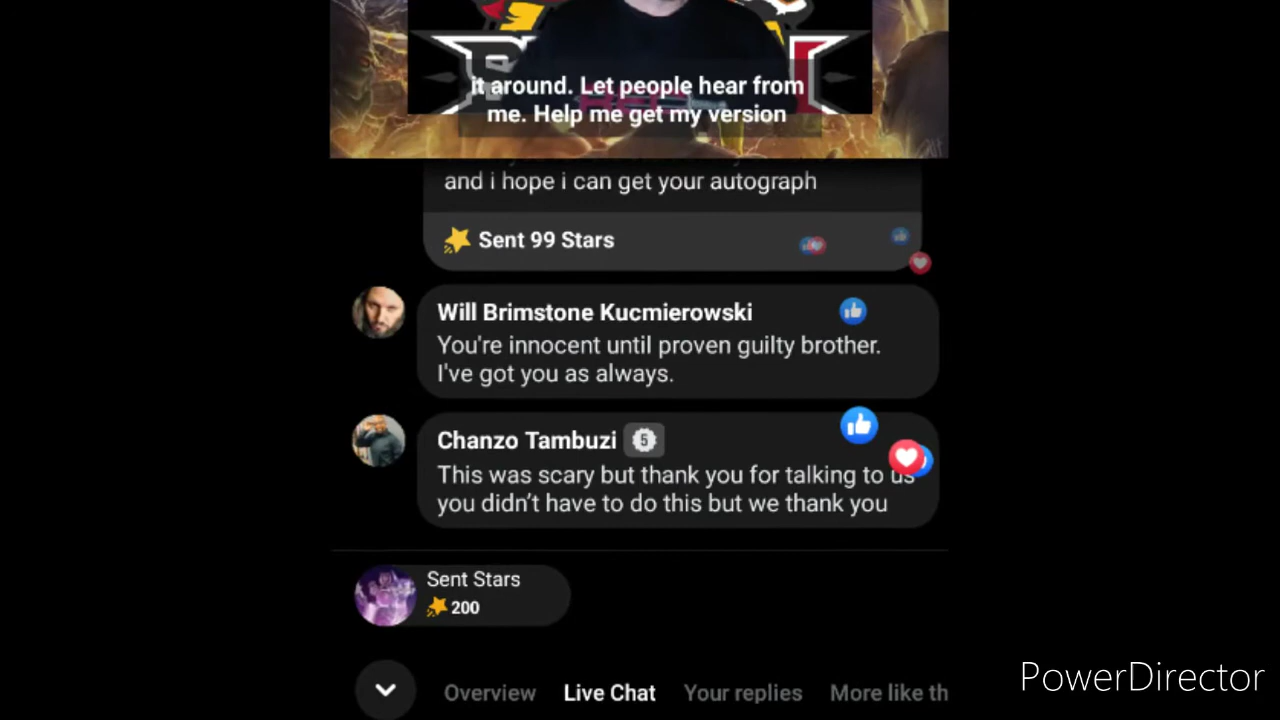 it around. Let people hear from
me. Help me get my version
and i hope i can get your autograph
Sent 99 Stars
Will Brimstone Kucmierowski
You're innocent until proven guilty brother.
I've got you as always.
Chanzo Tambuzi 5
This was scary but thank you for talking to us
you didn't have to do this but we thank you
Sent Stars
200
Overview Live Chat Your replies More like th
PowerDirector